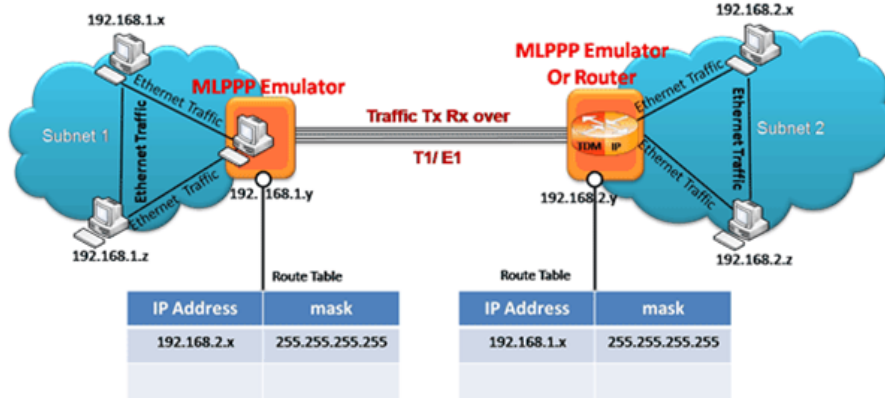 192.168.1.x
192.168.2.x
MLPPP Emulator
MLPPP Emulator
Or Router
Ethernet Traffic
Ethernet Traffic
Ethernet Traffic
Subnet 1
Traffic Tx Rx over
T1/ E1
TDM IP
Ethernet Traffic
Ethernet Traffic
Ethernet Traffic
Subnet 2
192.168.1.y
192.168.2.y
192.168.1.z
192.168.2.z
Route Table
IP Address mask
192.168.2.x 255.255.255.255
Route Table
IP Address mask
192.168.1.x 255.255.255.255